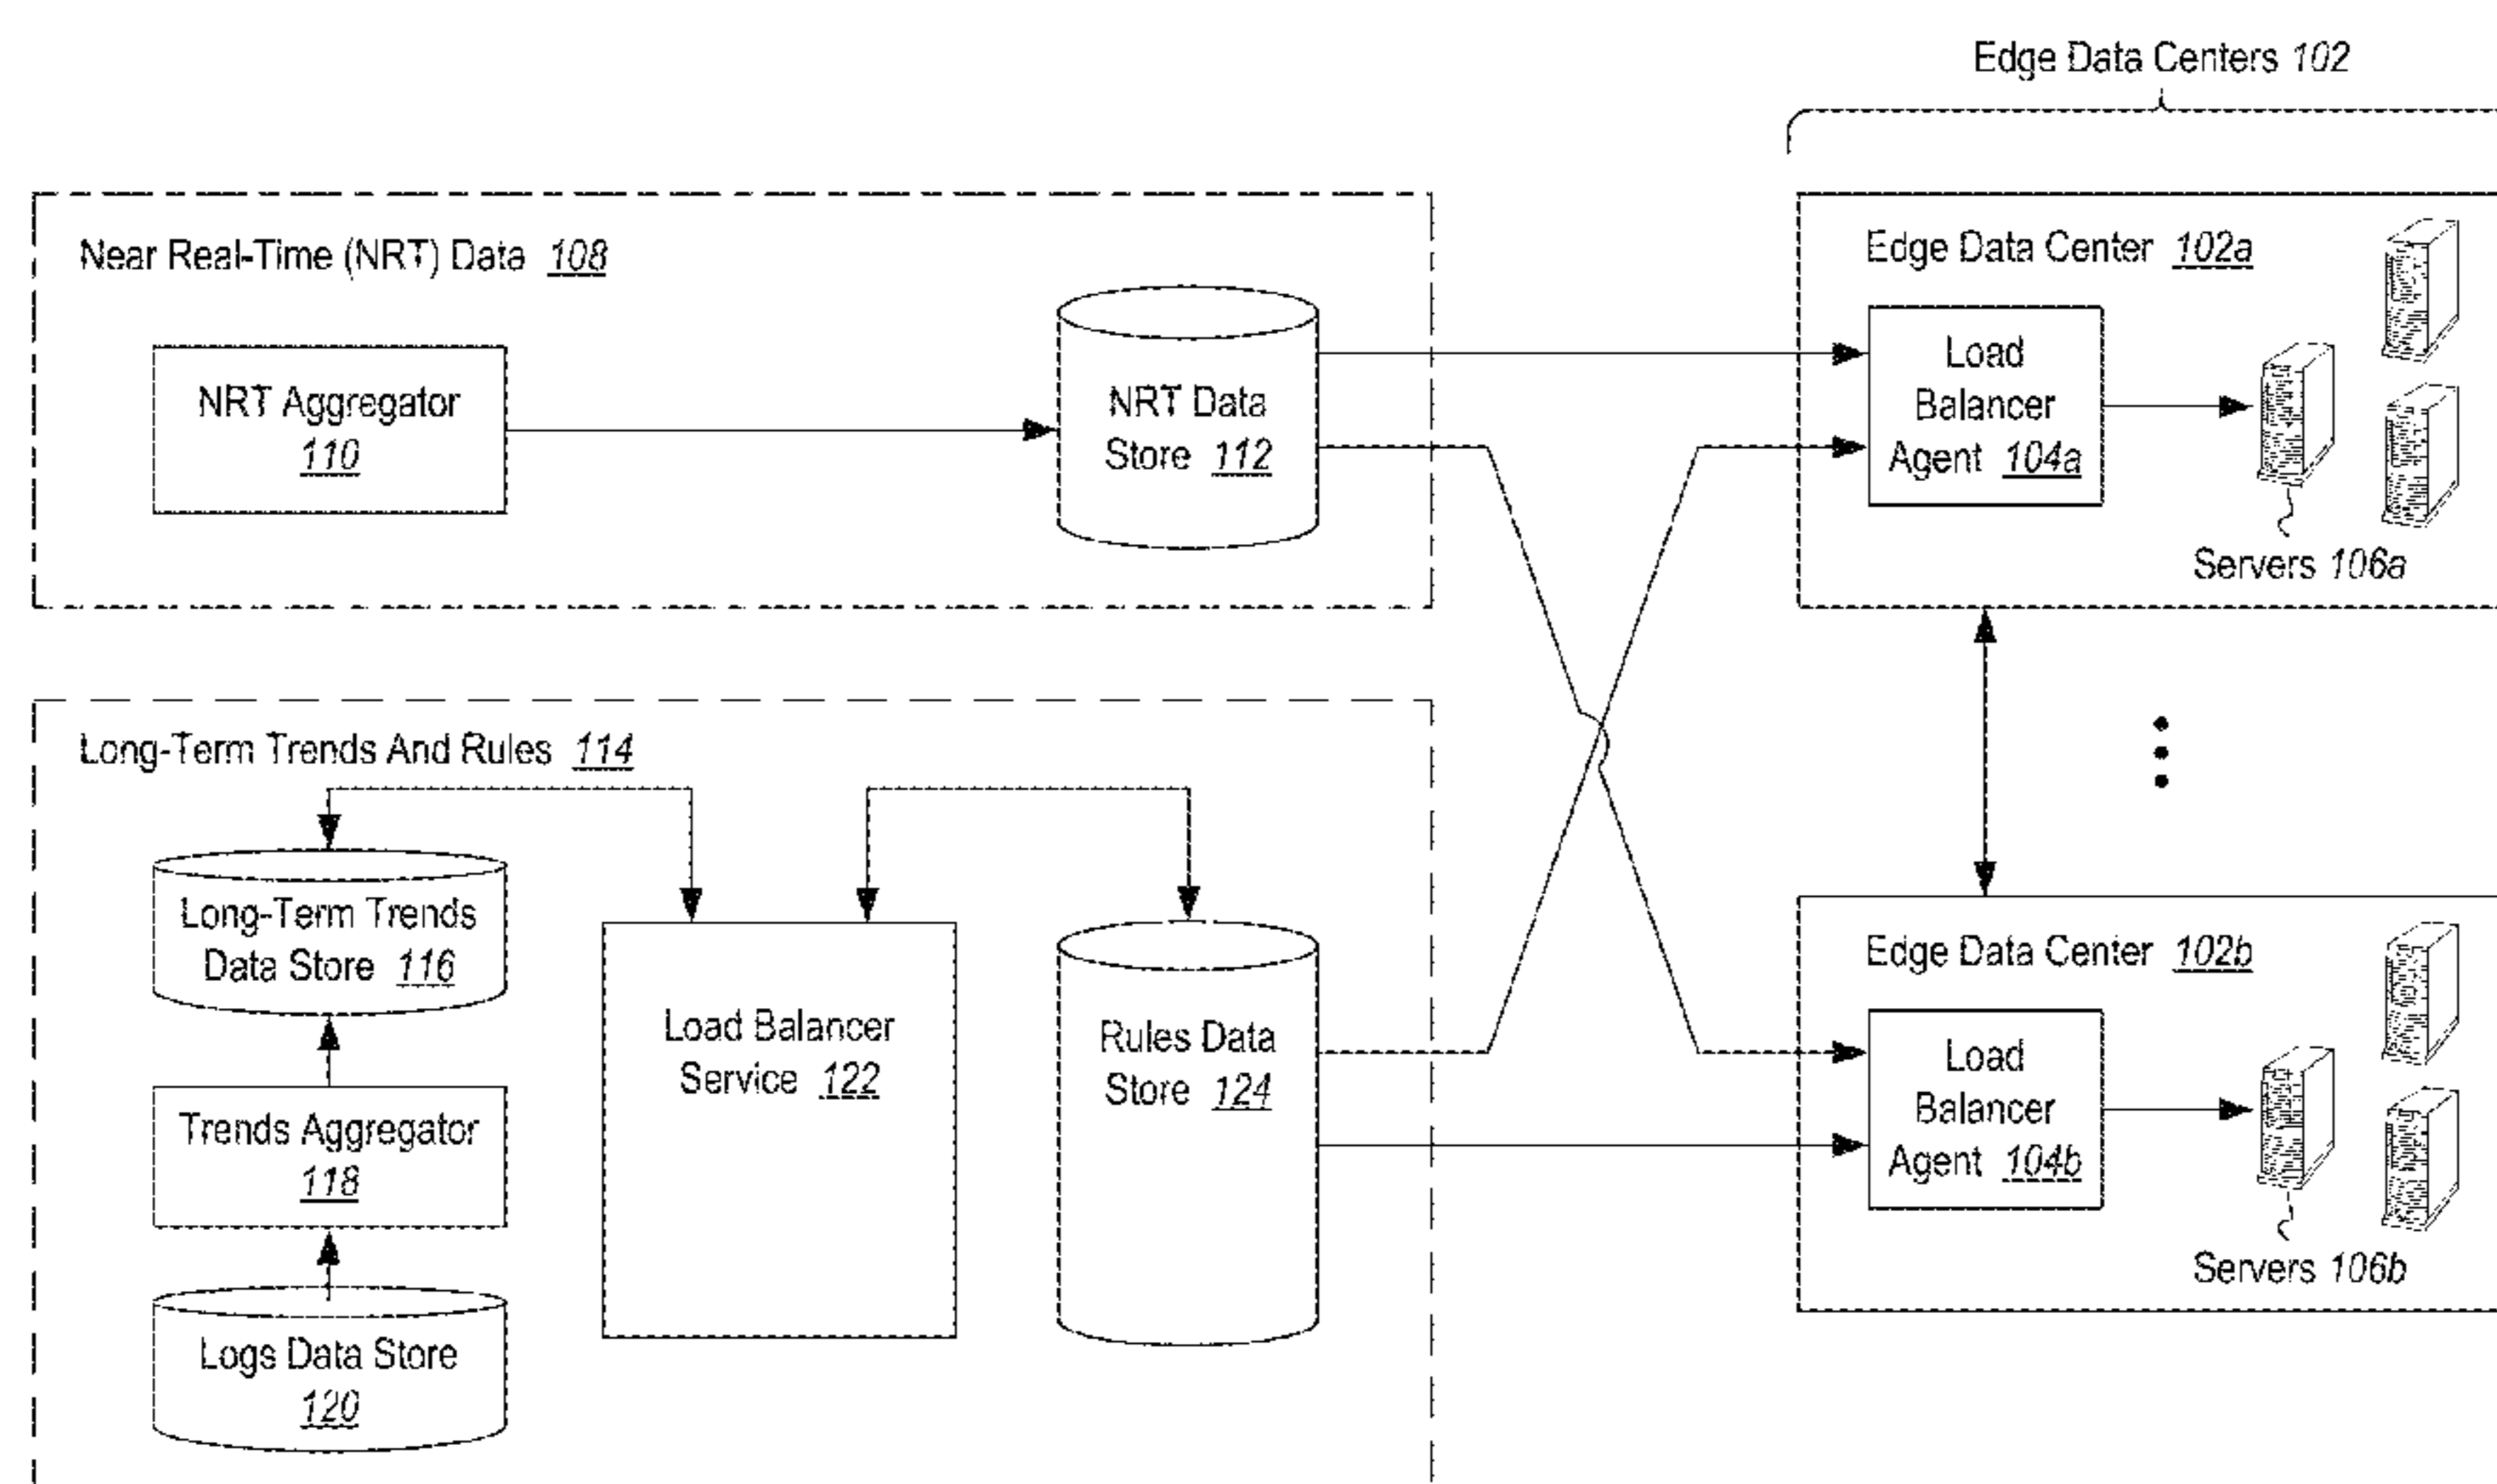 Edge Data Centers 102
Near Real-Time (NRT) Data 108
NRT Aggregator
110
NRT Data
Store 112
Edge Data Center 102a
Load
Balancer
Agent 104a
Servers 106a
Long-Term Trends And Rules 114
Long-Term Trends
Data Store 116
Trends Aggregator
118
Logs Data Store
120
Load Balancer
Service 122
Rules Data
Store 124
Edge Data Center 102b
Load
Balancer
Agent 104b
Servers 106b